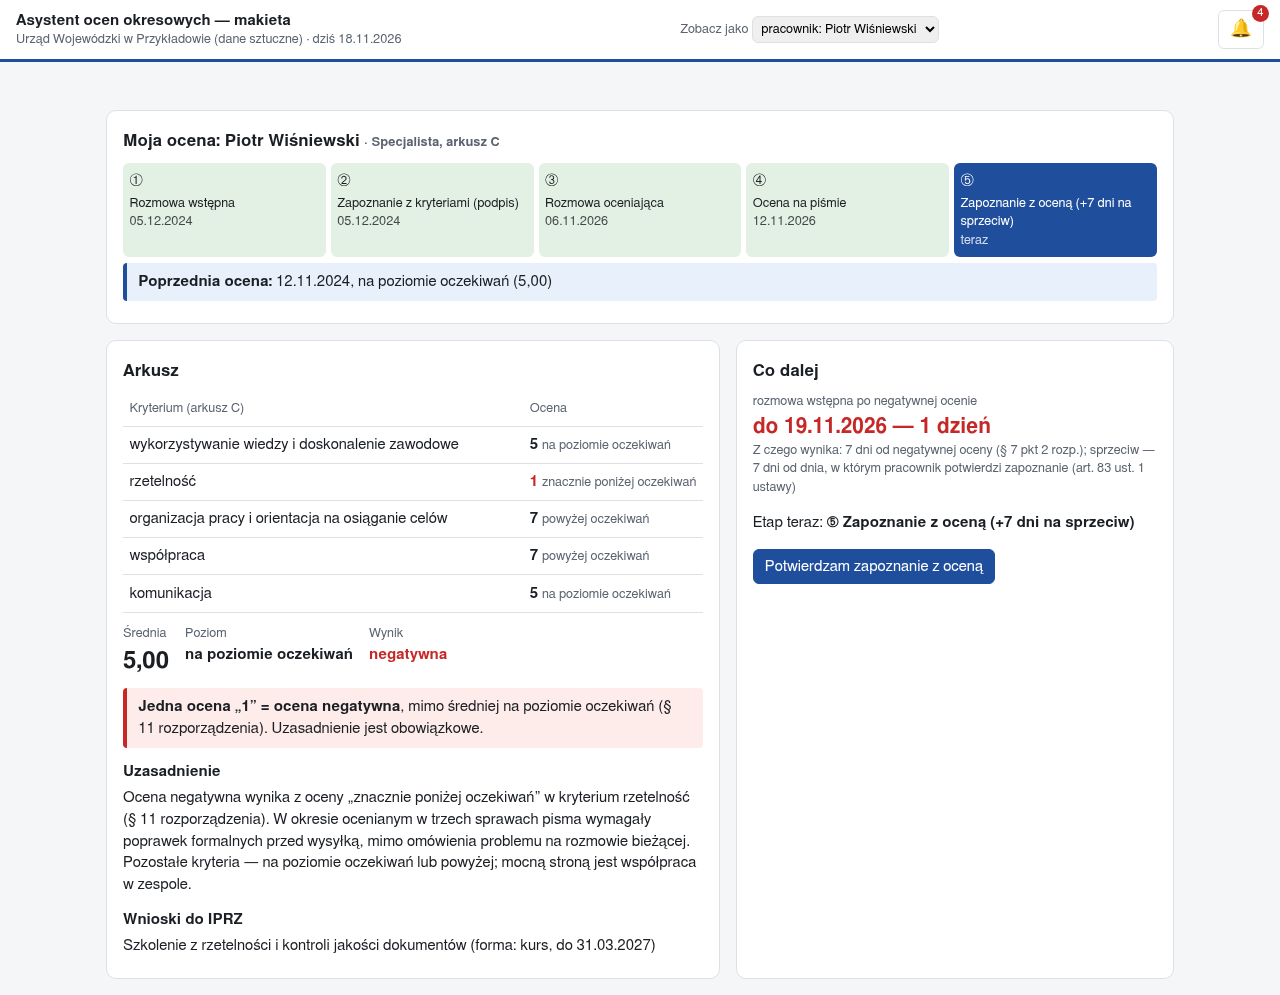 Asystent ocen okresowych — makieta
Urząd Wojewódzki w Przykładowie (dane sztuczne) · dziś 18.11.2026
Zobacz jako pracownik: Piotr Wiśniewski
4
Moja ocena: Piotr Wiśniewski · Specjalista, arkusz C
①
Rozmowa wstępna
05.12.2024
②
Zapoznanie z kryteriami (podpis)
05.12.2024
③
Rozmowa oceniająca
06.11.2026
④
Ocena na piśmie
12.11.2026
⑤
Zapoznanie z oceną (+7 dni na
sprzeciw)
teraz
Poprzednia ocena: 12.11.2024, na poziomie oczekiwań (5,00)
Arkusz
Kryterium (arkusz C) Ocena
wykorzystywanie wiedzy i doskonalenie zawodowe 5 na poziomie oczekiwań
rzetelność 1 znacznie poniżej oczekiwań
organizacja pracy i orientacja na osiąganie celów 7 powyżej oczekiwań
współpraca 7 powyżej oczekiwań
komunikacja 5 na poziomie oczekiwań
Średnia Poziom Wynik
5,00 na poziomie oczekiwań negatywna
Jedna ocena „1” = ocena negatywna, mimo średniej na poziomie oczekiwań (§
11 rozporządzenia). Uzasadnienie jest obowiązkowe.
Uzasadnienie
Ocena negatywna wynika z oceny „znacznie poniżej oczekiwań” w kryterium rzetelność
(§ 11 rozporządzenia). W okresie ocenianym w trzech sprawach pisma wymagały
poprawek formalnych przed wysyłką, mimo omówienia problemu na rozmowie bieżącej.
Pozostałe kryteria — na poziomie oczekiwań lub powyżej; mocną stroną jest współpraca
w zespole.
Wnioski do IPRZ
Szkolenie z rzetelności i kontroli jakości dokumentów (forma: kurs, do 31.03.2027)
Co dalej
rozmowa wstępna po negatywnej ocenie
do 19.11.2026 — 1 dzień
Z czego wynika: 7 dni od negatywnej oceny (§ 7 pkt 2 rozp.); sprzeciw —
7 dni od dnia, w którym pracownik potwierdzi zapoznanie (art. 83 ust. 1
ustawy)
Etap teraz: ⑤ Zapoznanie z oceną (+7 dni na sprzeciw)
Potwierdzam zapoznanie z oceną